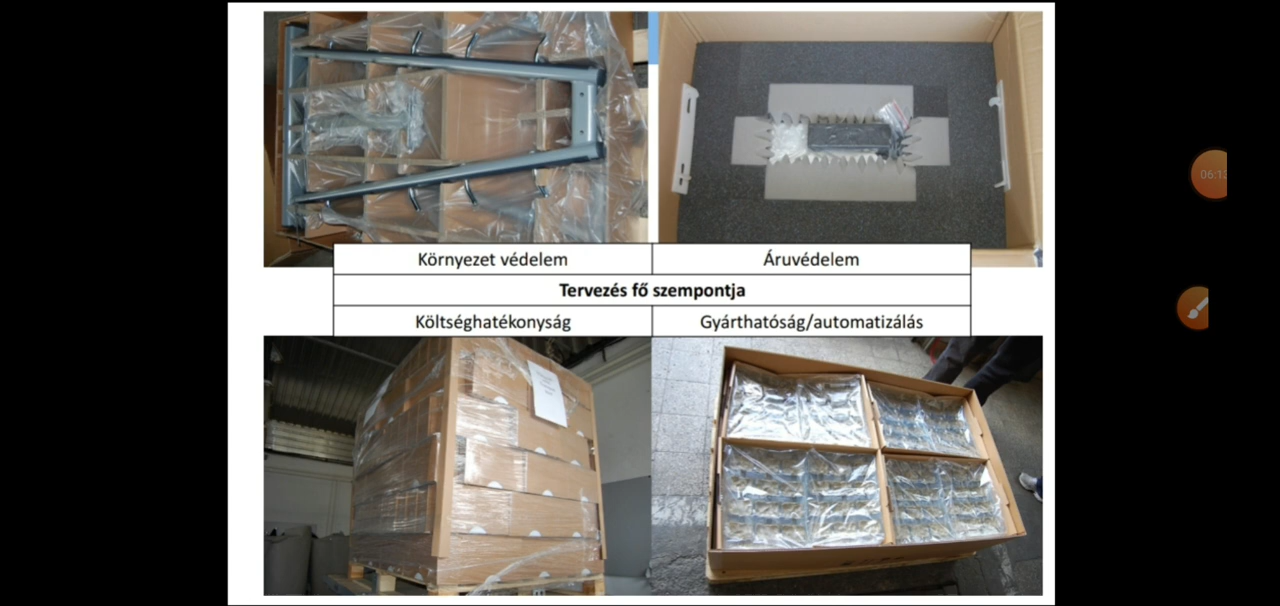 Környezet védelem
Áruvédelem
Tervezés fő szempontja
Költséghatékonyság
Gyárthatóság/automatizálás